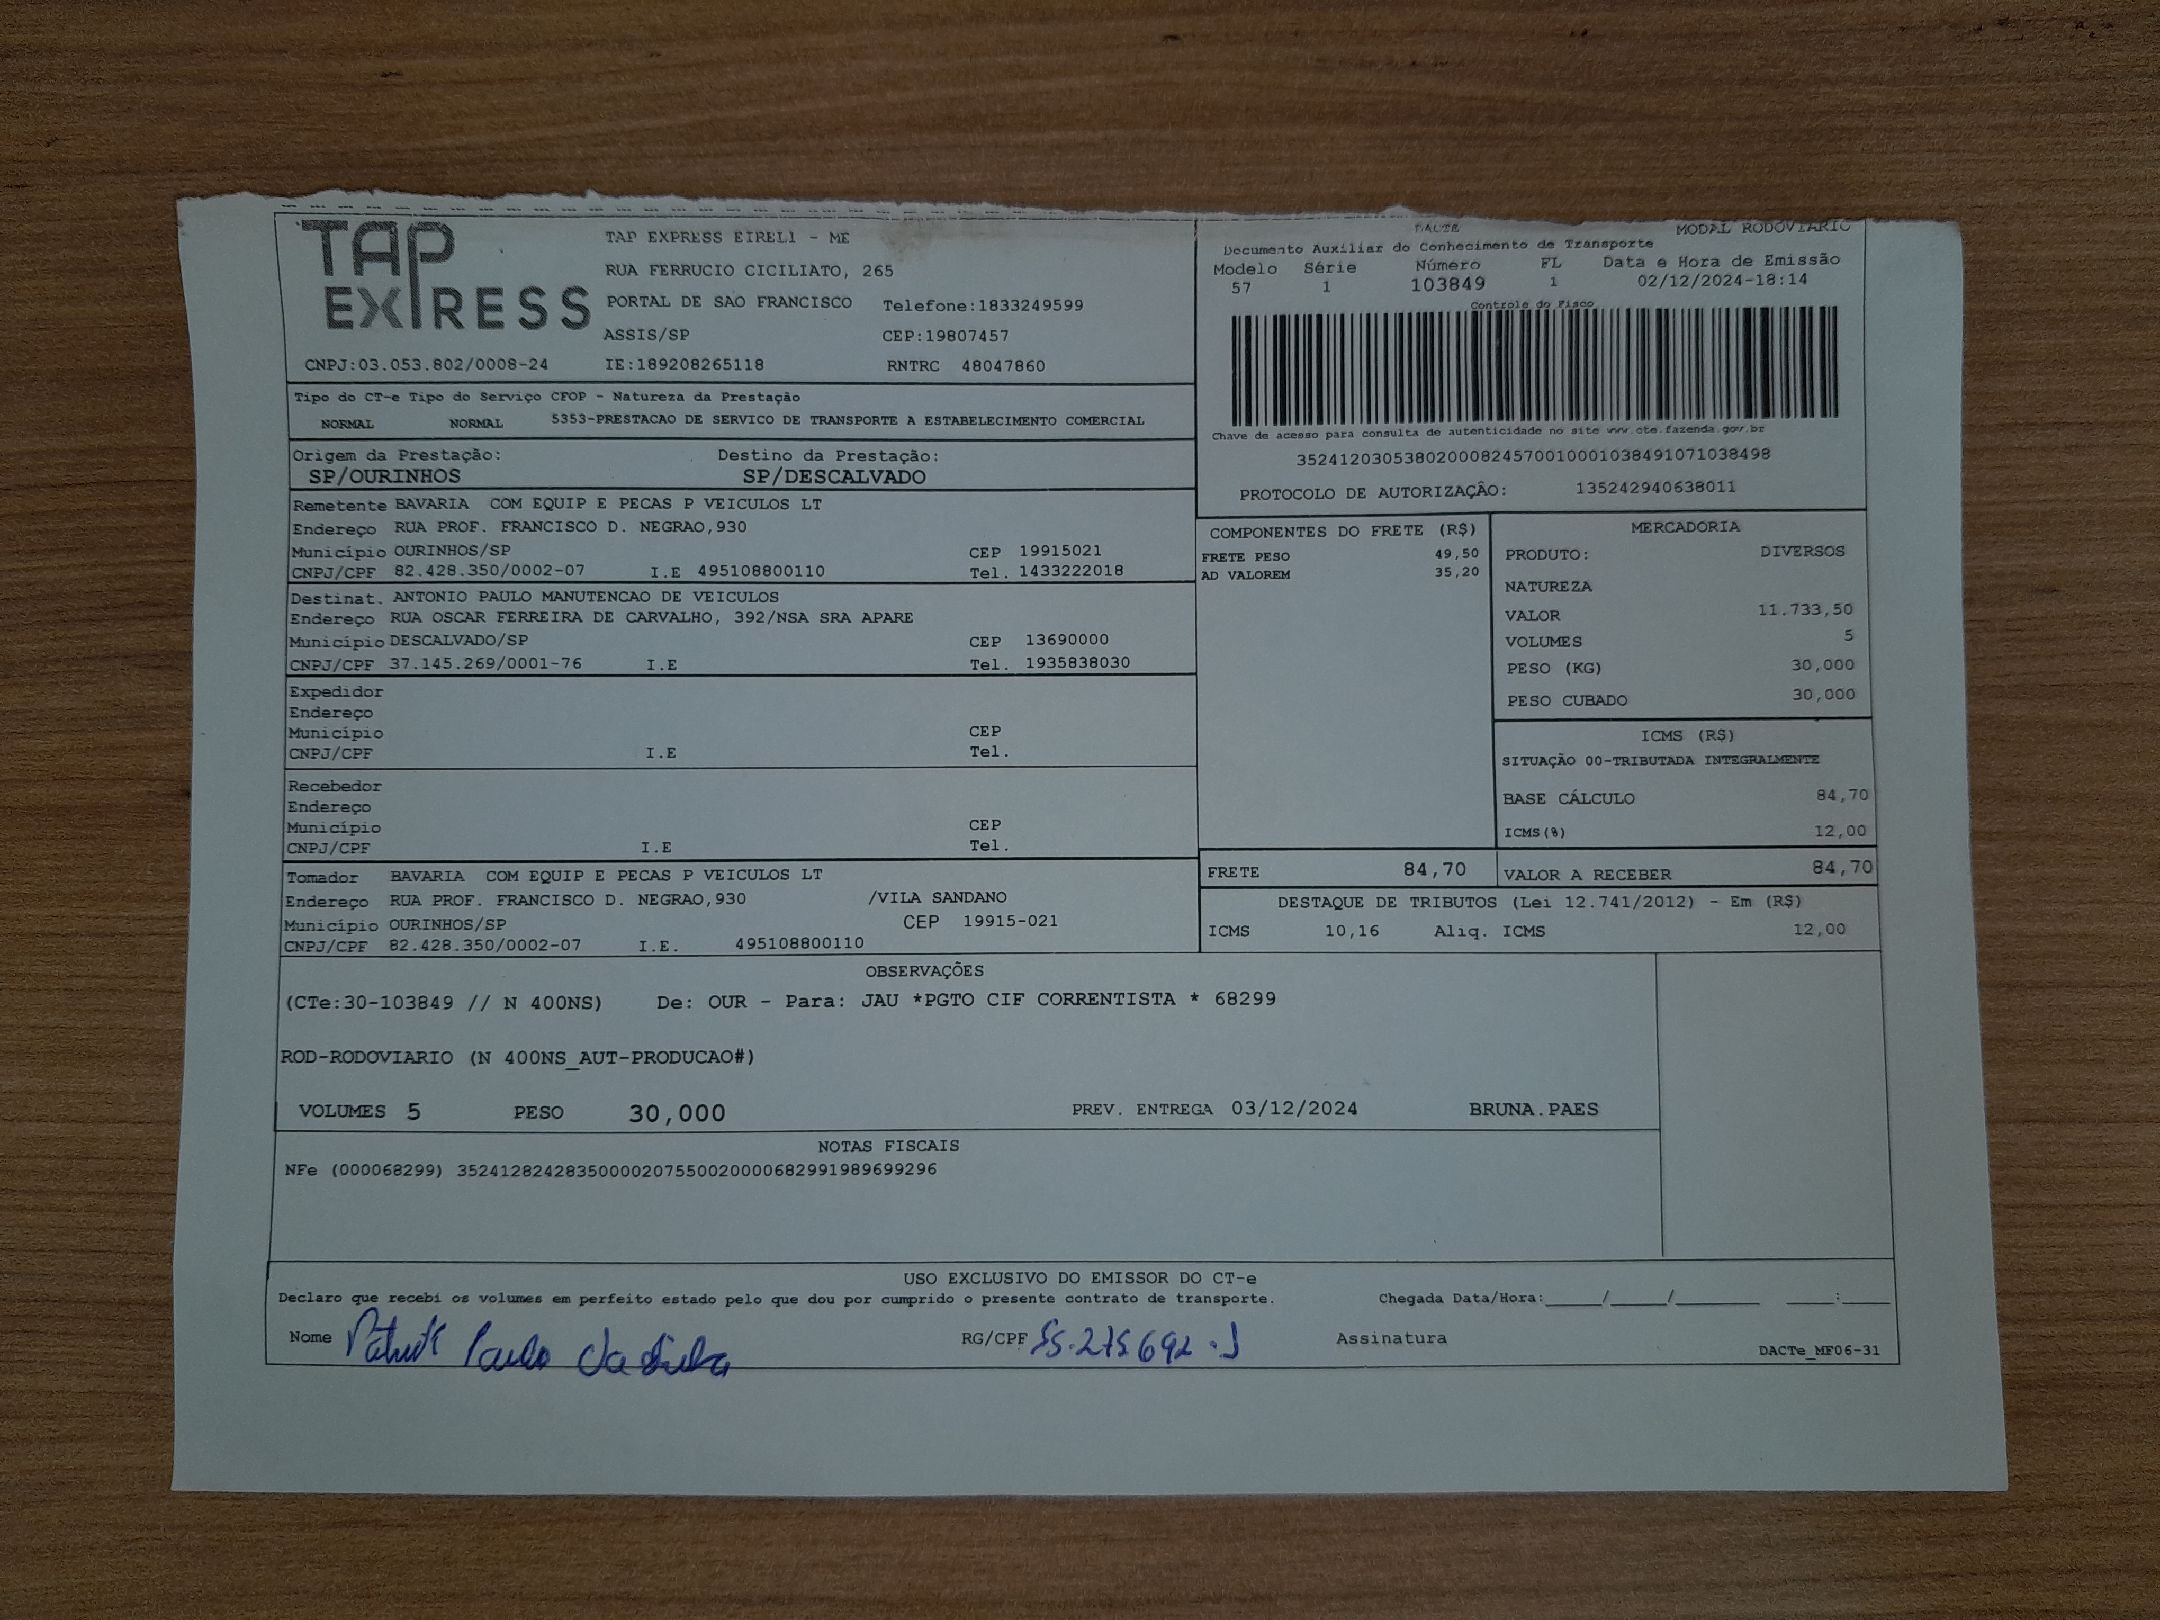 TAP
EXPRESS
TAP EXPRESS EIRELI - ME
RUA FERRUCIO CICILIATO, 265
PORTAL DE SAO FRANCISCO Telefone:1833249599
ASSIS/SP CEP:19807457
CNPJ:03.053.802/0008-24 IE:189208265118 RNTRC 48047860
DACTE MODAL RODOVIARIO
Documento Auxiliar do Conhecimento de Transporte
Modelo Série Número FL Data e Hora de Emissão
57 1 103849 1 02/12/2024-18:14
Controle do Fisco
Chave de acesso para consulta de autenticidade no site www.cte.fazenda.gov.br
35241203053802000824570010001038491071038498
PROTOCOLO DE AUTORIZAÇÃO: 135242940638011
Tipo do CT-e Tipo do Serviço CFOP - Natureza da Prestação
NORMAL NORMAL 5353-PRESTACAO DE SERVICO DE TRANSPORTE A ESTABELECIMENTO COMERCIAL
Origem da Prestação: Destino da Prestação:
SP/OURINHOS SP/DESCALVADO
Remetente BAVARIA COM EQUIP E PECAS P VEICULOS LT
Endereço RUA PROF. FRANCISCO D. NEGRAO,930
Município OURINHOS/SP CEP 19915021
CNPJ/CPF 82.428.350/0002-07 I.E 495108800110 Tel. 1433222018
Destinat. ANTONIO PAULO MANUTENCAO DE VEICULOS
Endereço RUA OSCAR FERREIRA DE CARVALHO, 392/NSA SRA APARE
Município DESCALVADO/SP CEP 13690000
CNPJ/CPF 37.145.269/0001-76 I.E Tel. 1935838030
Expedidor
Endereço
Município CEP
CNPJ/CPF I.E Tel.
Recebedor
Endereço
Município CEP
CNPJ/CPF I.E Tel.
Tomador BAVARIA COM EQUIP E PECAS P VEICULOS LT
Endereço RUA PROF. FRANCISCO D. NEGRAO,930 /VILA SANDANO
Município OURINHOS/SP CEP 19915-021
CNPJ/CPF 82.428.350/0002-07 I.E. 495108800110
COMPONENTES DO FRETE (R$)
FRETE PESO 49,50
AD VALOREM 35,20
MERCADORIA
PRODUTO: DIVERSOS
NATUREZA
VALOR 11.733,50
VOLUMES 5
PESO (KG) 30,000
PESO CUBADO 30,000
ICMS (R$)
SITUAÇÃO 00-TRIBUTADA INTEGRALMENTE
BASE CÁLCULO 84,70
ICMS(%) 12,00
FRETE 84,70 VALOR A RECEBER 84,70
DESTAQUE DE TRIBUTOS (Lei 12.741/2012) - Em (R$)
ICMS 10,16 Aliq. ICMS 12,00
OBSERVAÇÕES
(CTe:30-103849 // N 400NS) De: OUR - Para: JAU *PGTO CIF CORRENTISTA * 68299
ROD-RODOVIARIO (N 400NS_AUT-PRODUCAO#)
VOLUMES 5 PESO 30,000 PREV. ENTREGA 03/12/2024 BRUNA.PAES
NOTAS FISCAIS
NFe (000068299) 35241282428350000207550020000682991989699296
USO EXCLUSIVO DO EMISSOR DO CT-e
Declaro que recebi os volumes em perfeito estado pelo que dou por cumprido o presente contrato de transporte. Chegada Data/Hora:____/____/______ ____:____
Nome Paulo da Silva RG/CPF Assinatura
DACTe_MF06-31